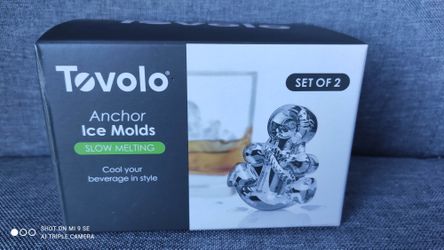 Tovolo®
SET OF 2
Anchor
Ice Molds
SLOW MELTING
Cool your
beverage in style
SHOT ON MI 9 SE
AI TRIPLE CAMERA